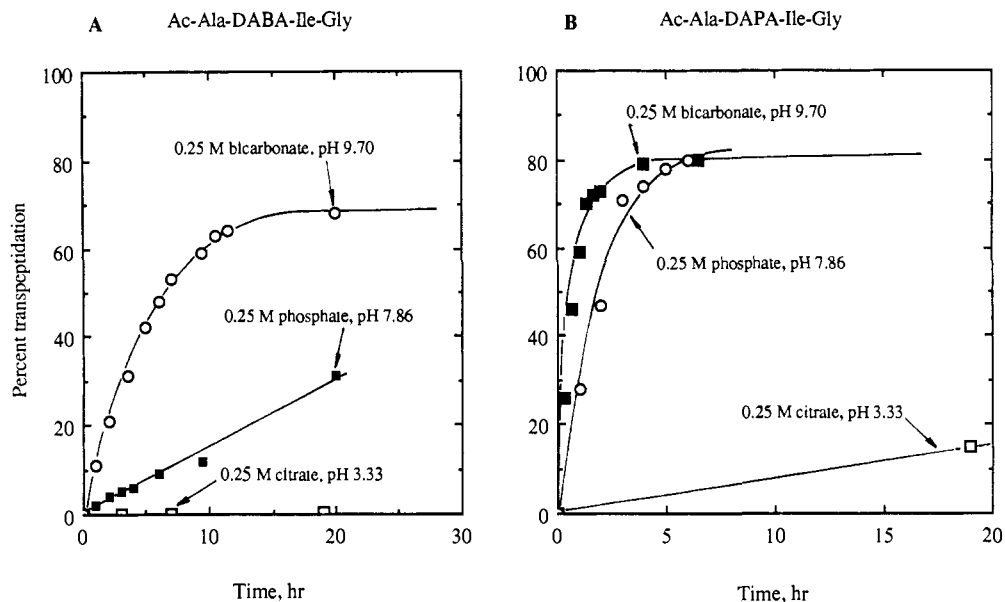 A Ac-Ala-DABA-Ile-Gly
100
80
60
40
20
0
Percent transpeptidation
0.25 M bicarbonate, pH 9.70
0.25 M phosphate, pH 7.86
0.25 M citrate, pH 3.33
0 10 20 30
Time, hr
B Ac-Ala-DAPA-Ile-Gly
100
80
60
40
20
0
0.25 M bicarbonate, pH 9.70
0.25 M phosphate, pH 7.86
0.25 M citrate, pH 3.33
0 5 10 15 20
Time, hr